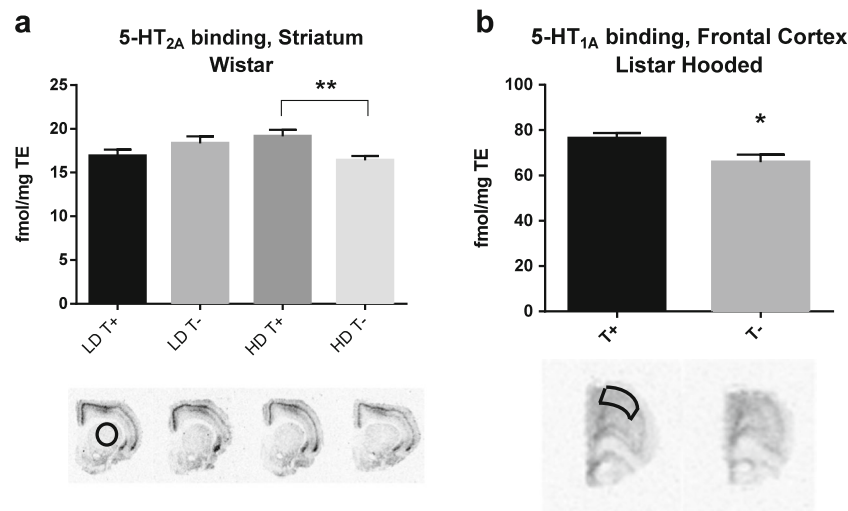 a
5-HT2A binding, Striatum
Wistar
**
fmol/mg TE
25
20
15
10
5
0
LD T+
LD T-
HD T+
HD T-
b
5-HT1A binding, Frontal Cortex
Listar Hooded
*
fmol/mg TE
100
80
60
40
20
0
T+
T-